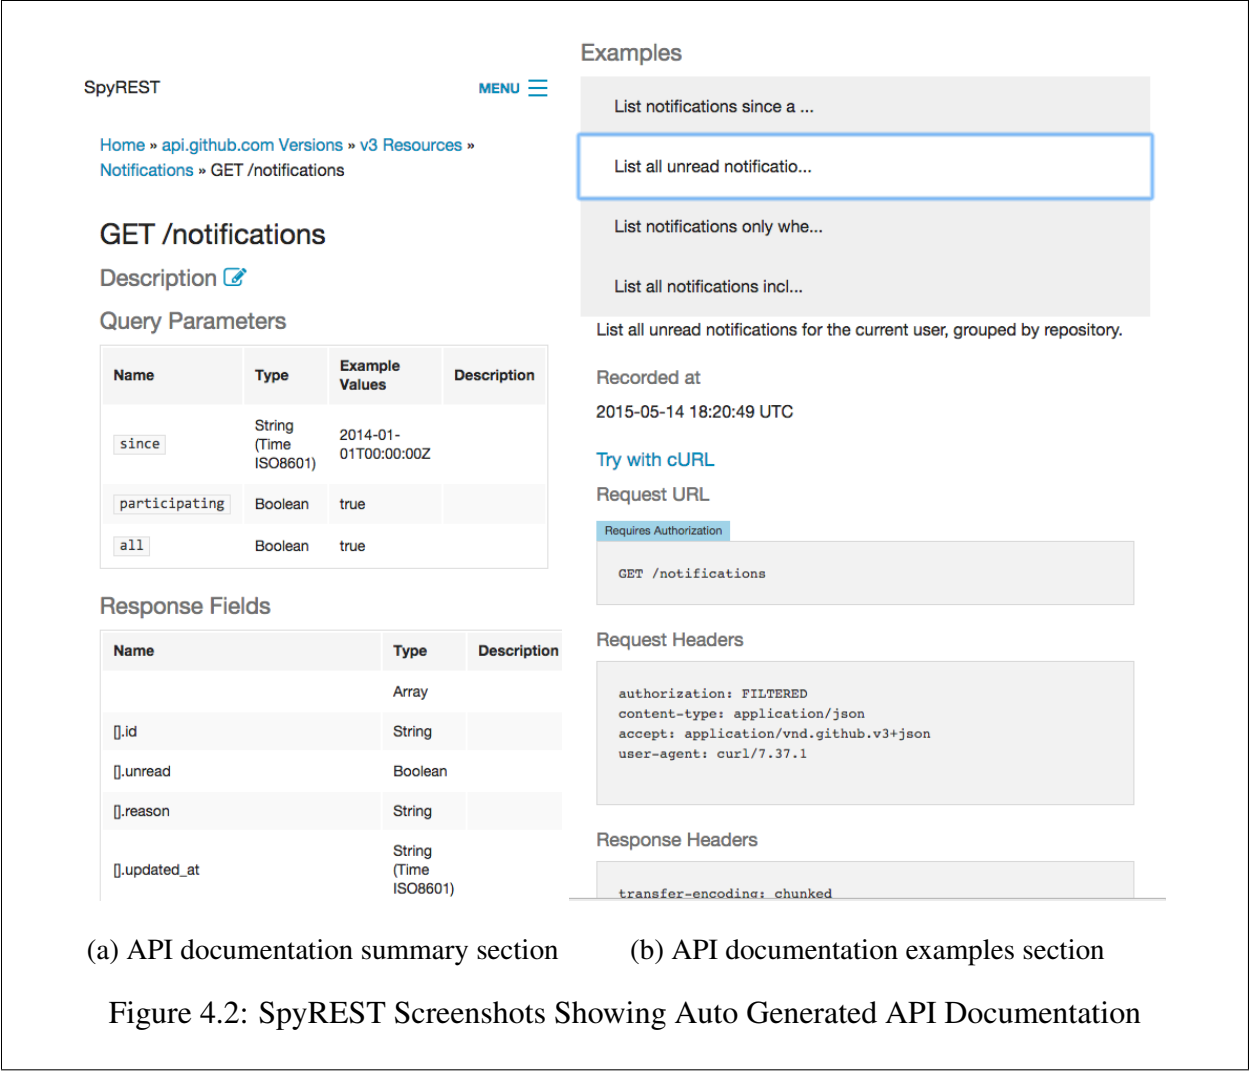 SpyREST
MENU
Home » api.github.com Versions » v3 Resources »
Notifications » GET /notifications
GET /notifications
Description
Query Parameters
Name Type Example Values Description
since String (Time ISO8601) 2014-01-01T00:00:00Z
participating Boolean true
all Boolean true
Response Fields
Name Type Description
Array
[].id String
[].unread Boolean
[].reason String
[].updated_at String (Time ISO8601)
(a) API documentation summary section
Examples
List notifications since a ...
List all unread notificatio...
List notifications only whe...
List all notifications incl...
List all unread notifications for the current user, grouped by repository.
Recorded at
2015-05-14 18:20:49 UTC
Try with cURL
Request URL
Requires Authorization
GET /notifications
Request Headers
authorization: FILTERED
content-type: application/json
accept: application/vnd.github.v3+json
user-agent: curl/7.37.1
Response Headers
transfer-encoding: chunked
(b) API documentation examples section
Figure 4.2: SpyREST Screenshots Showing Auto Generated API Documentation